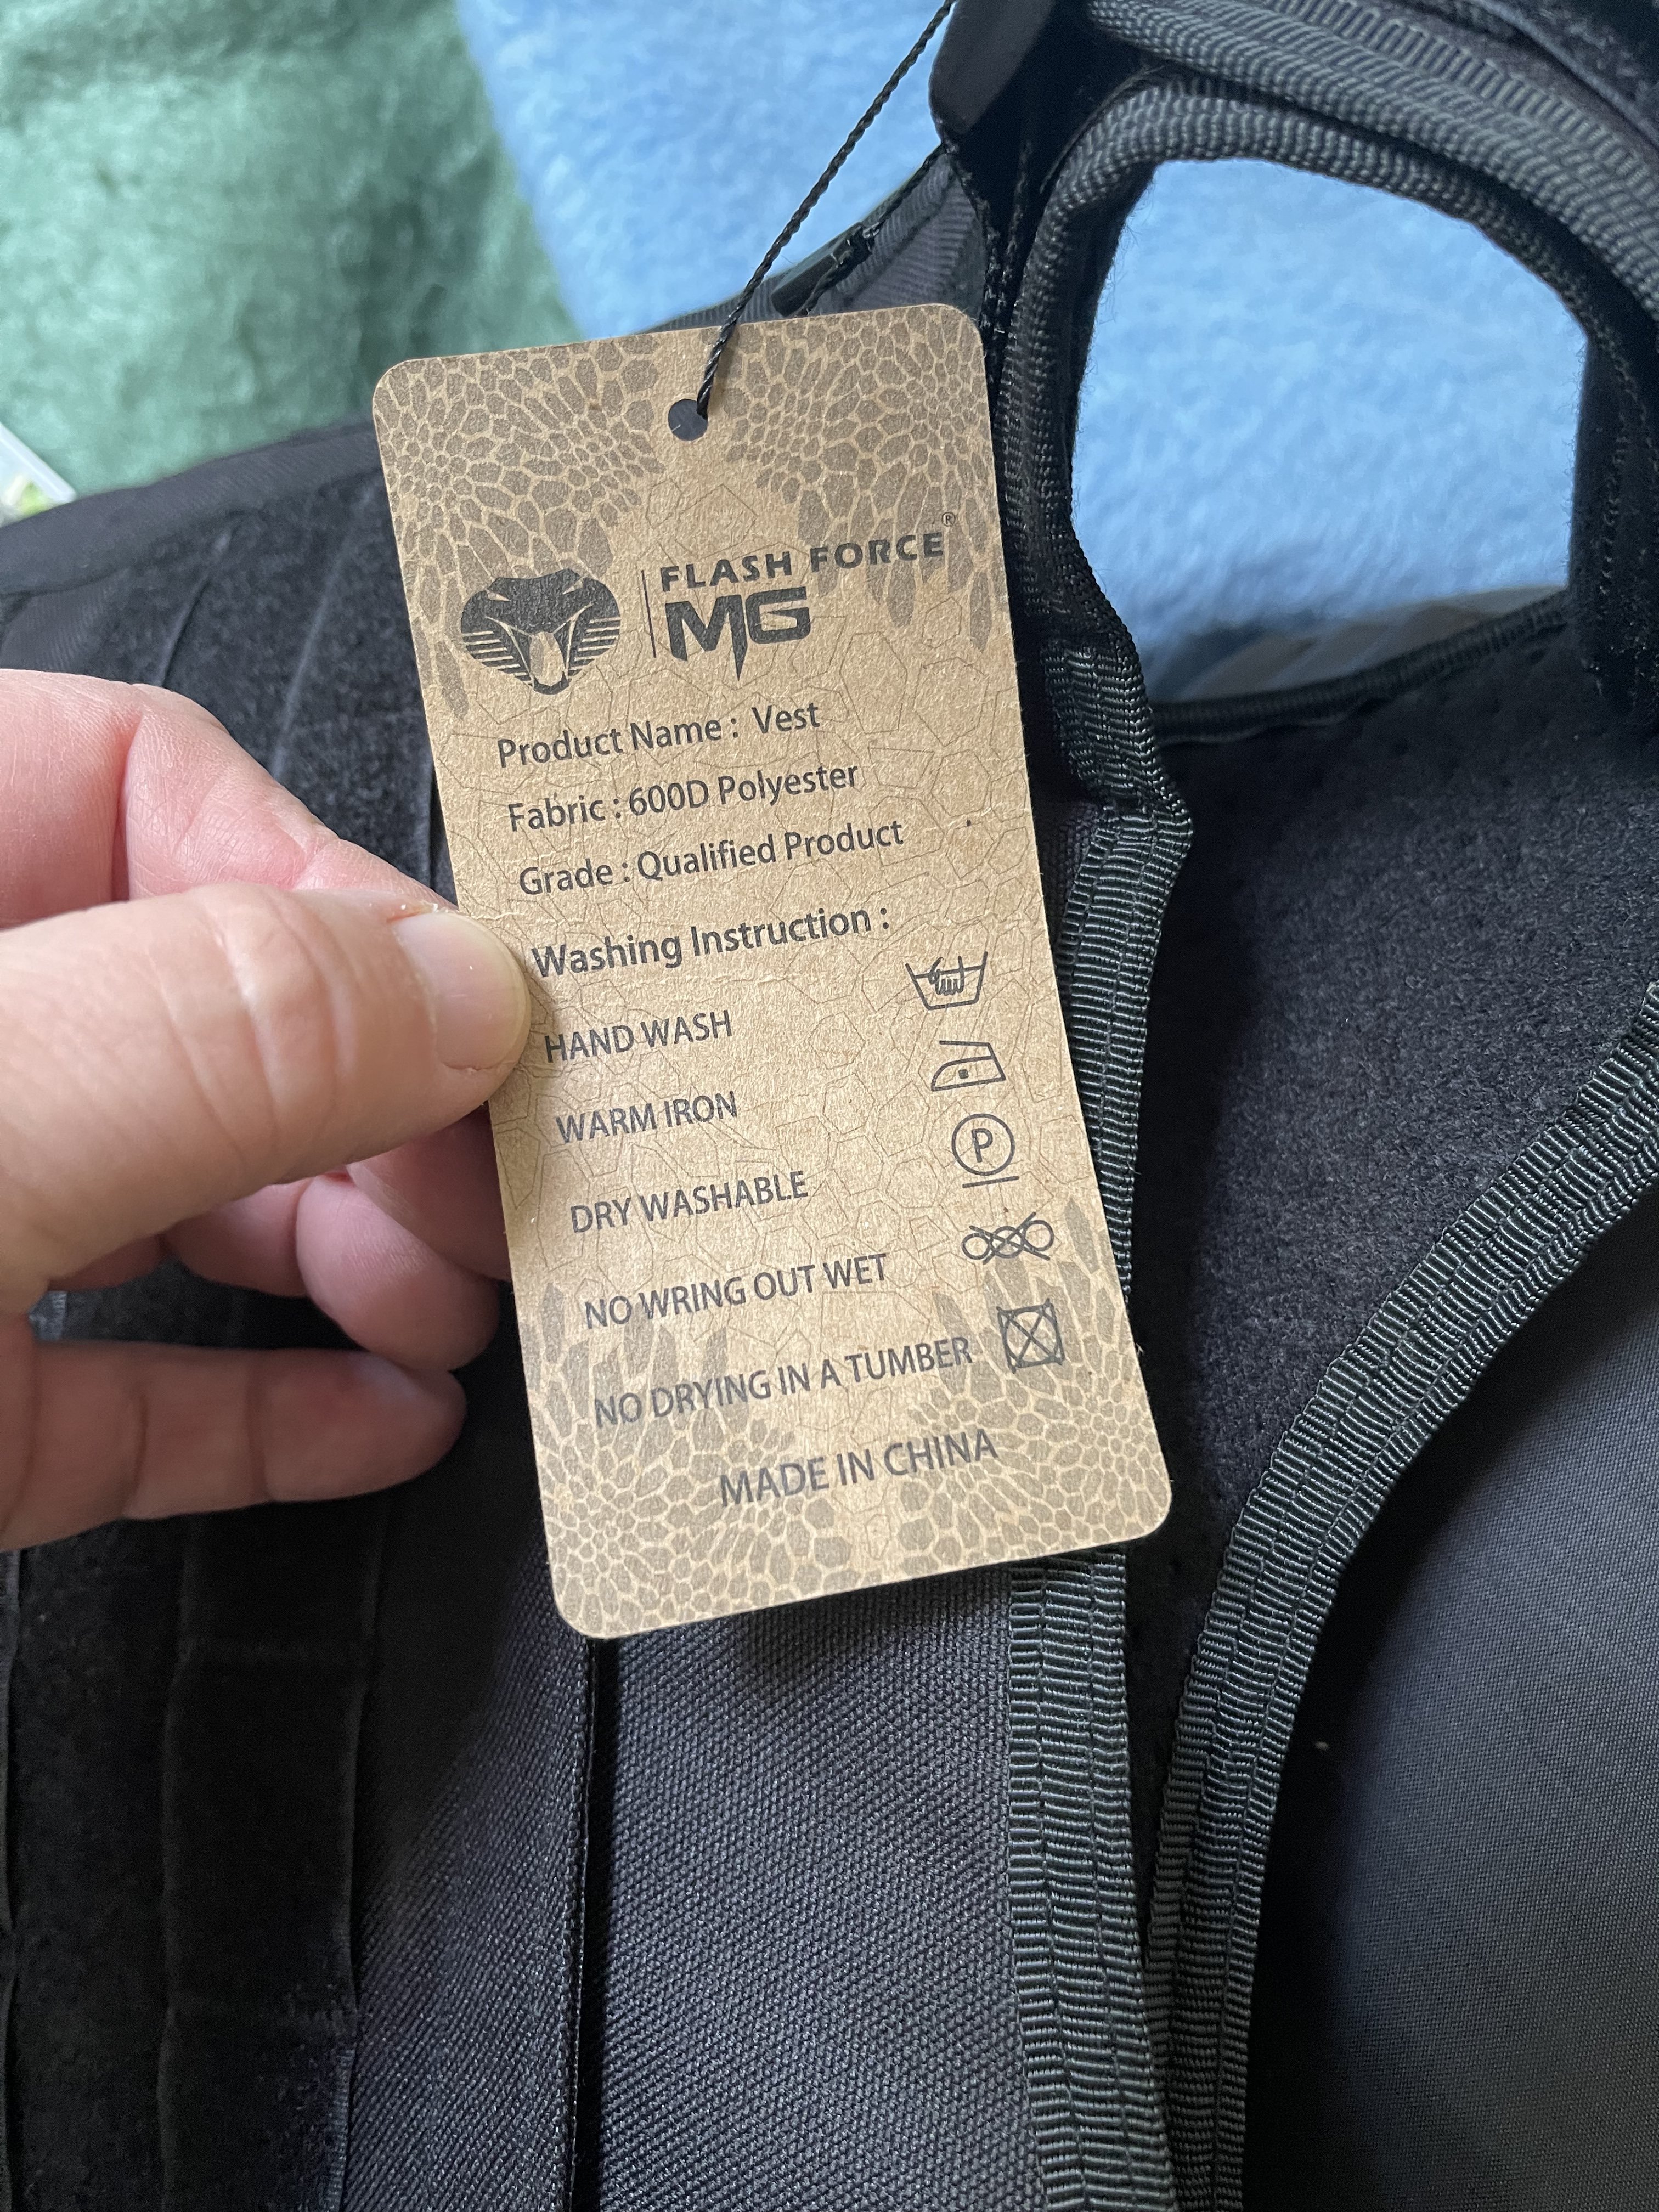 FLASH FORCE ®
MG
Product Name : Vest
Fabric : 600D Polyester
Grade : Qualified Product
Washing Instruction :
HAND WASH
WARM IRON
DRY WASHABLE P
NO WRING OUT WET
NO DRYING IN A TUMBER
MADE IN CHINA